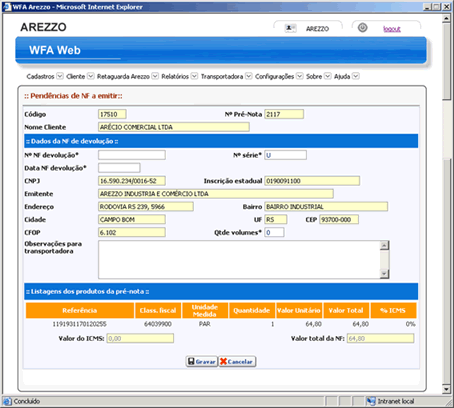 WFA Arezzo - Microsoft Internet Explorer
AREZZO
AREZZO logout
WFA Web
Cadastros Cliente Retaguarda Arezzo Relatórios Transportadora Configurações Sobre Ajuda
:: Pendências de NF a emitir::
Código 17510 Nº Pré-Nota 2117
Nome Cliente ARÉCIO COMERCIAL LTDA
:: Dados da NF de devolução ::
Nº NF devolução* Nº série* U
Data NF devolução*
CNPJ 16.590.234/0016-52 Inscrição estadual 0190091100
Emitente AREZZO INDUSTRIA E COMÉRCIO LTDA
Endereço RODOVIA RS 239, 5966 Bairro BAIRRO INDUSTRIAL
Cidade CAMPO BOM UF RS CEP 93700-000
CFOP 6.102 Qtde volumes* 0
Observações para
transportadora
:: Listagens dos produtos da pré-nota ::
Referência Class. fiscal Unidade Medida Quantidade Valor Unitário Valor Total % ICMS
1191931170120255 64039900 PAR 1 64,80 64,80 0%
Valor do ICMS: 0,00 Valor total da NF: 64,80
Gravar Cancelar
Concluído Intranet local